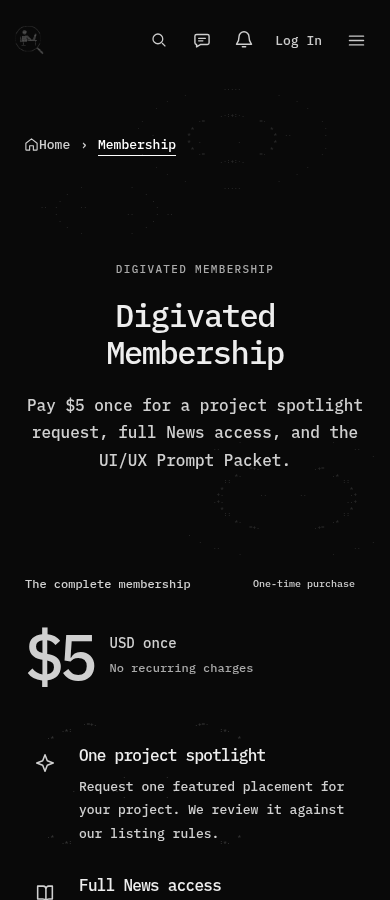 Log In
Home › Membership
DIGIVATED MEMBERSHIP
Digivated
Membership
Pay $5 once for a project spotlight
request, full News access, and the
UI/UX Prompt Packet.
The complete membership
One-time purchase
$5
USD once
No recurring charges
One project spotlight
Request one featured placement for
your project. We review it against
our listing rules.
Full News access